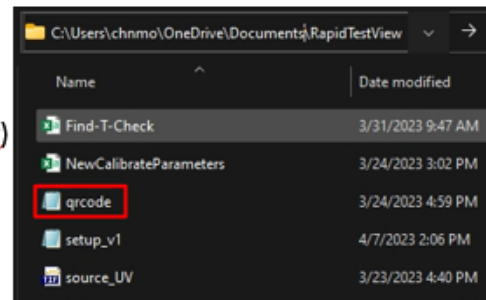 C:\Users\chnmo\OneDrive\Documents\RapidTestView
Name Date modified
)
Find-T-Check 3/31/2023 9:47 AM
NewCalibrateParameters 3/24/2023 3:02 PM
qrcode 3/24/2023 4:59 PM
setup_v1 4/7/2023 2:06 PM
source_UV 3/23/2023 4:40 PM